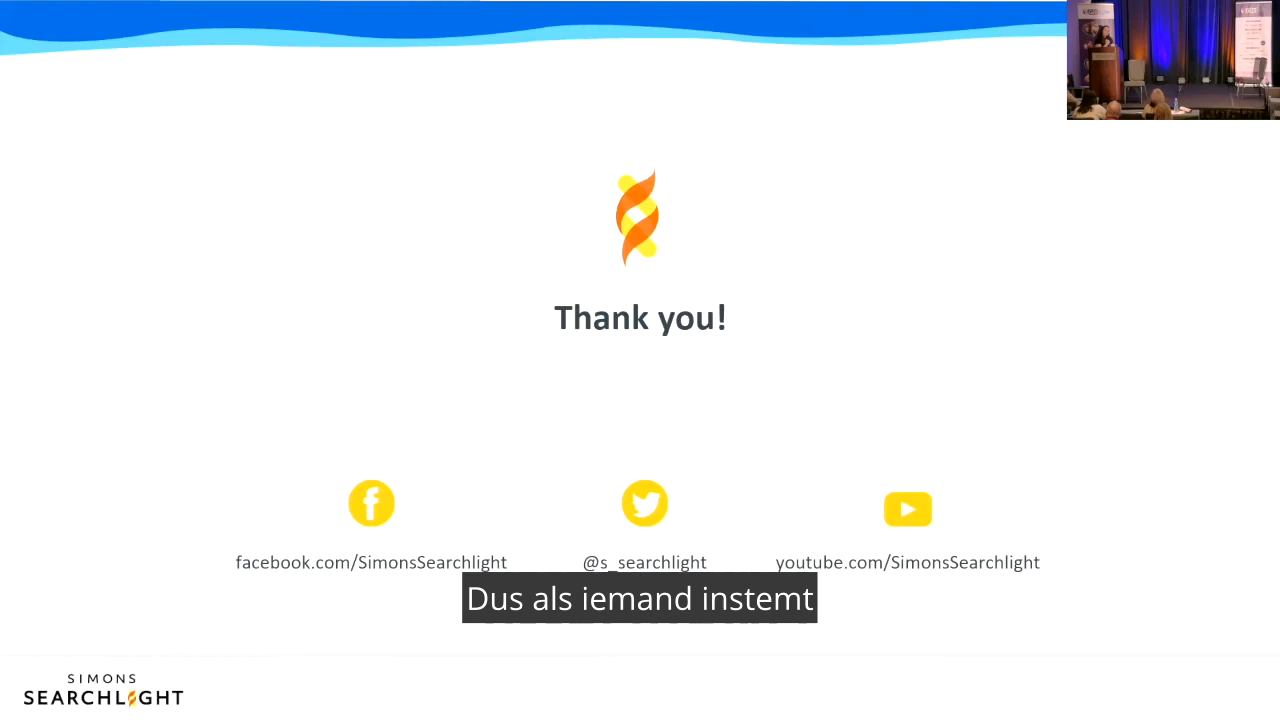 Thank you!
facebook.com/SimonsSearchlight
@s_searchlight
youtube.com/SimonsSearchlight
Dus als iemand instemt
SIMONS
SEARCHLIGHT